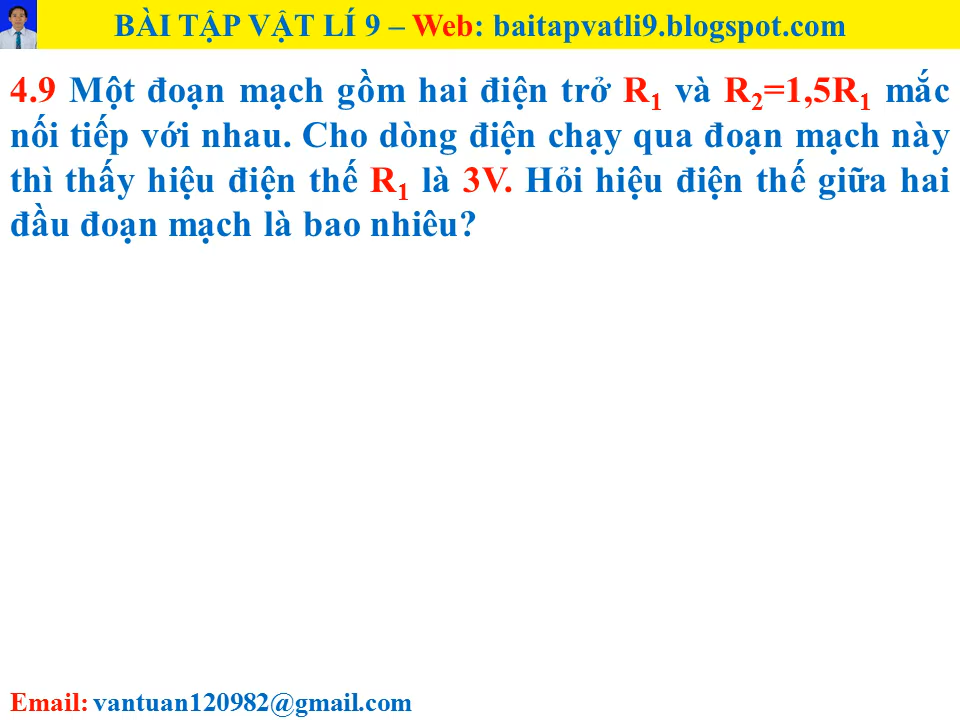 BÀI TẬP VẬT LÍ 9 – Web: baitapvatli9.blogspot.com
4.9 Một đoạn mạch gồm hai điện trở R₁ và R₂=1,5R₁ mắc
nối tiếp với nhau. Cho dòng điện chạy qua đoạn mạch này
thì thấy hiệu điện thế R₁ là 3V. Hỏi hiệu điện thế giữa hai
đầu đoạn mạch là bao nhiêu?
Email: vantuan120982@gmail.com